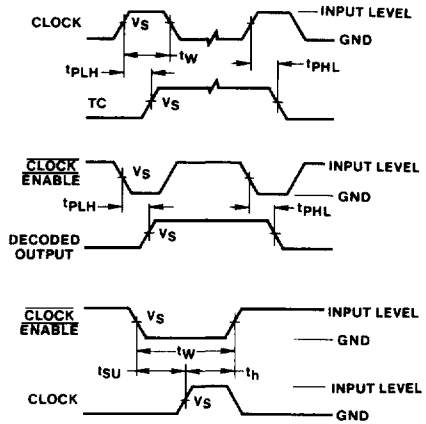 CLOCK VS INPUT LEVEL
tW GND
tPLH tPHL
TC VS
CLOCK VS INPUT LEVEL
ENABLE GND
tPLH tPHL
DECODED VS
OUTPUT
CLOCK VS INPUT LEVEL
ENABLE GND
tW
tSU th
INPUT LEVEL
CLOCK VS GND